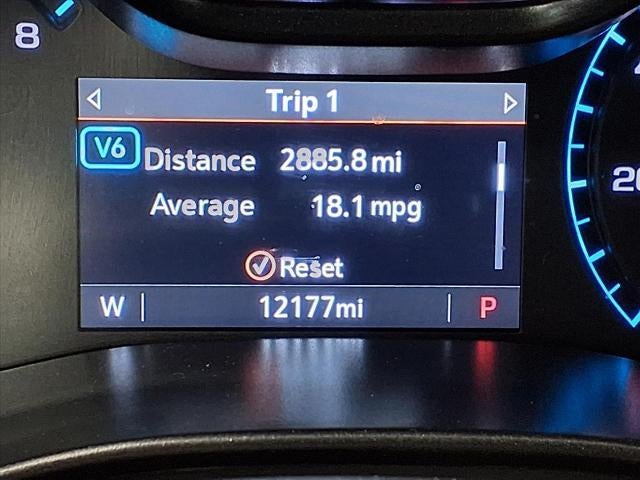 8
Trip 1
V6
Distance 2885.8 mi
Average 18.1 mpg
Reset
W 12177mi P